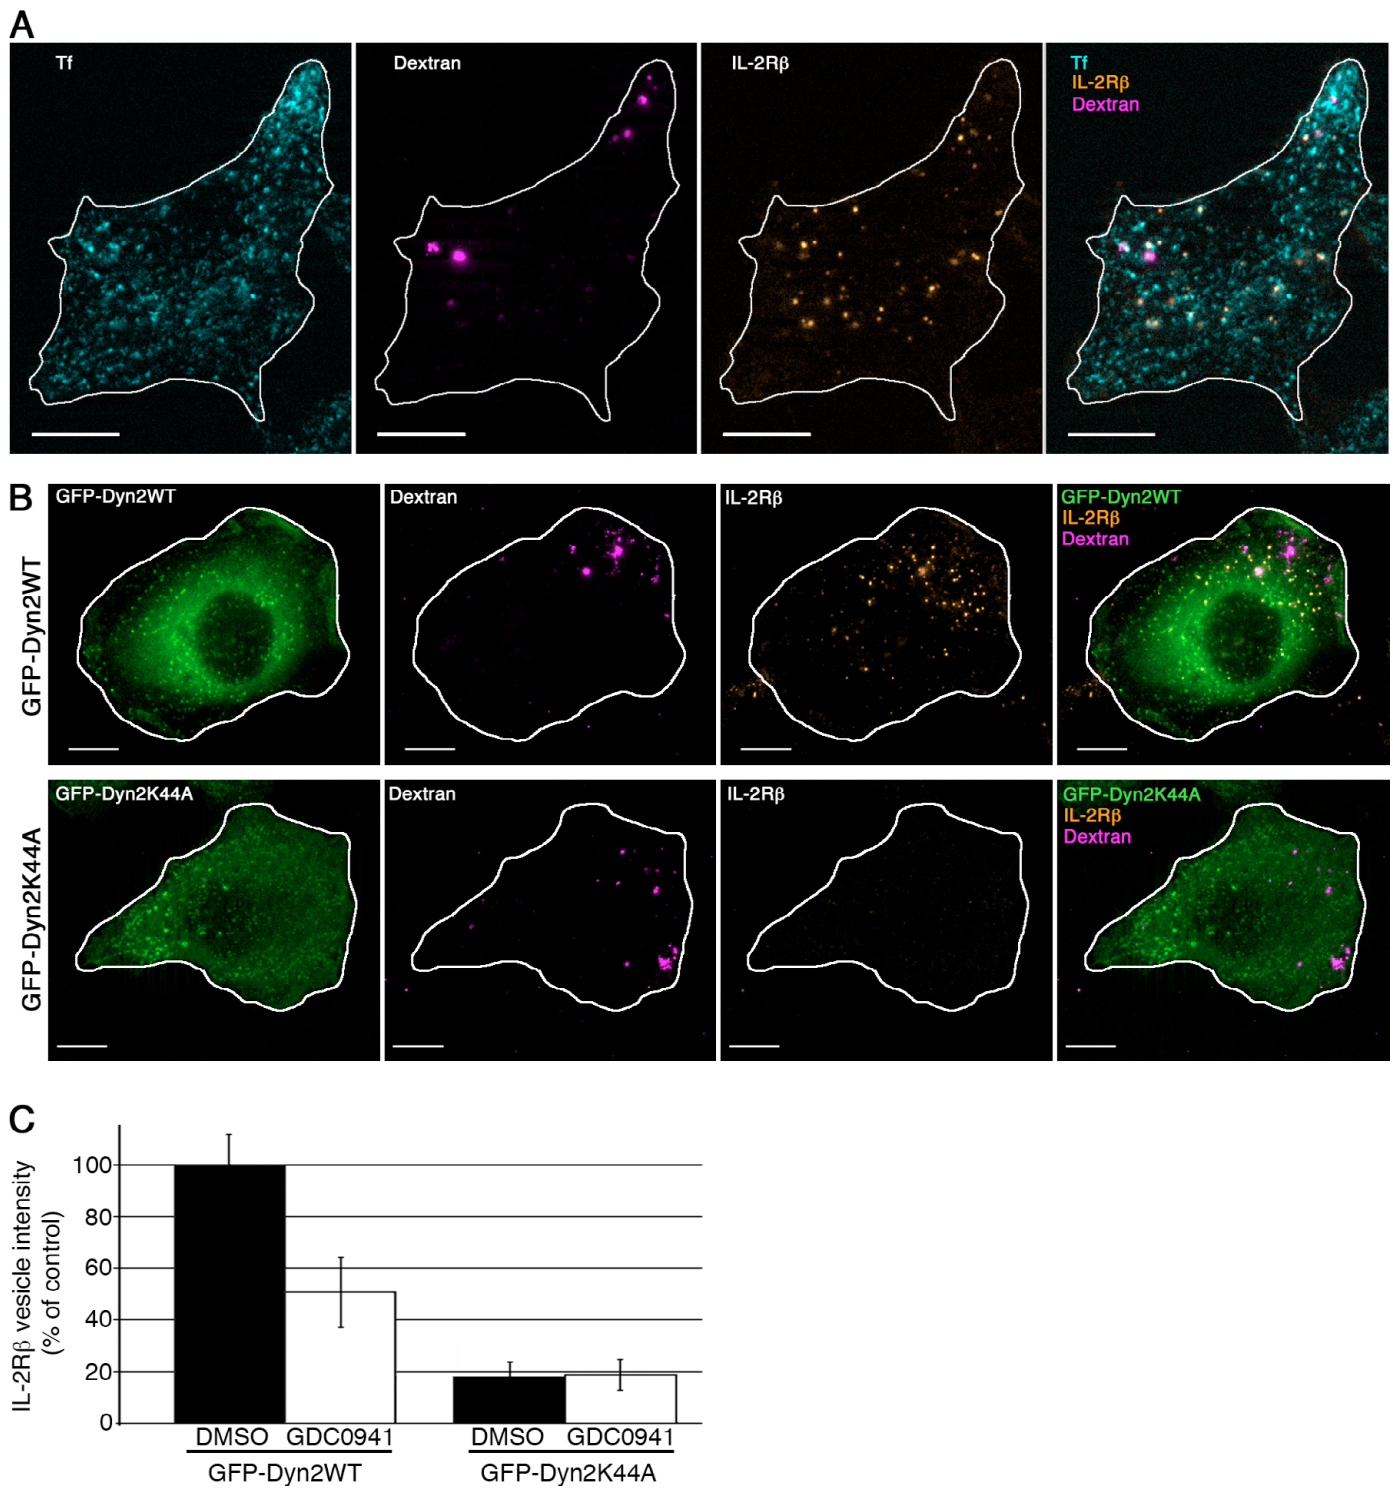 A
Tf
Dextran
IL-2Rβ
Tf
IL-2Rβ
Dextran
B
GFP-Dyn2WT
GFP-Dyn2WT
Dextran
IL-2Rβ
GFP-Dyn2WT
IL-2Rβ
Dextran
GFP-Dyn2K44A
GFP-Dyn2K44A
Dextran
IL-2Rβ
GFP-Dyn2K44A
IL-2Rβ
Dextran
C
IL-2Rβ vesicle intensity
(% of control)
100
80
60
40
20
0
DMSO GDC0941 DMSO GDC0941
GFP-Dyn2WT GFP-Dyn2K44A